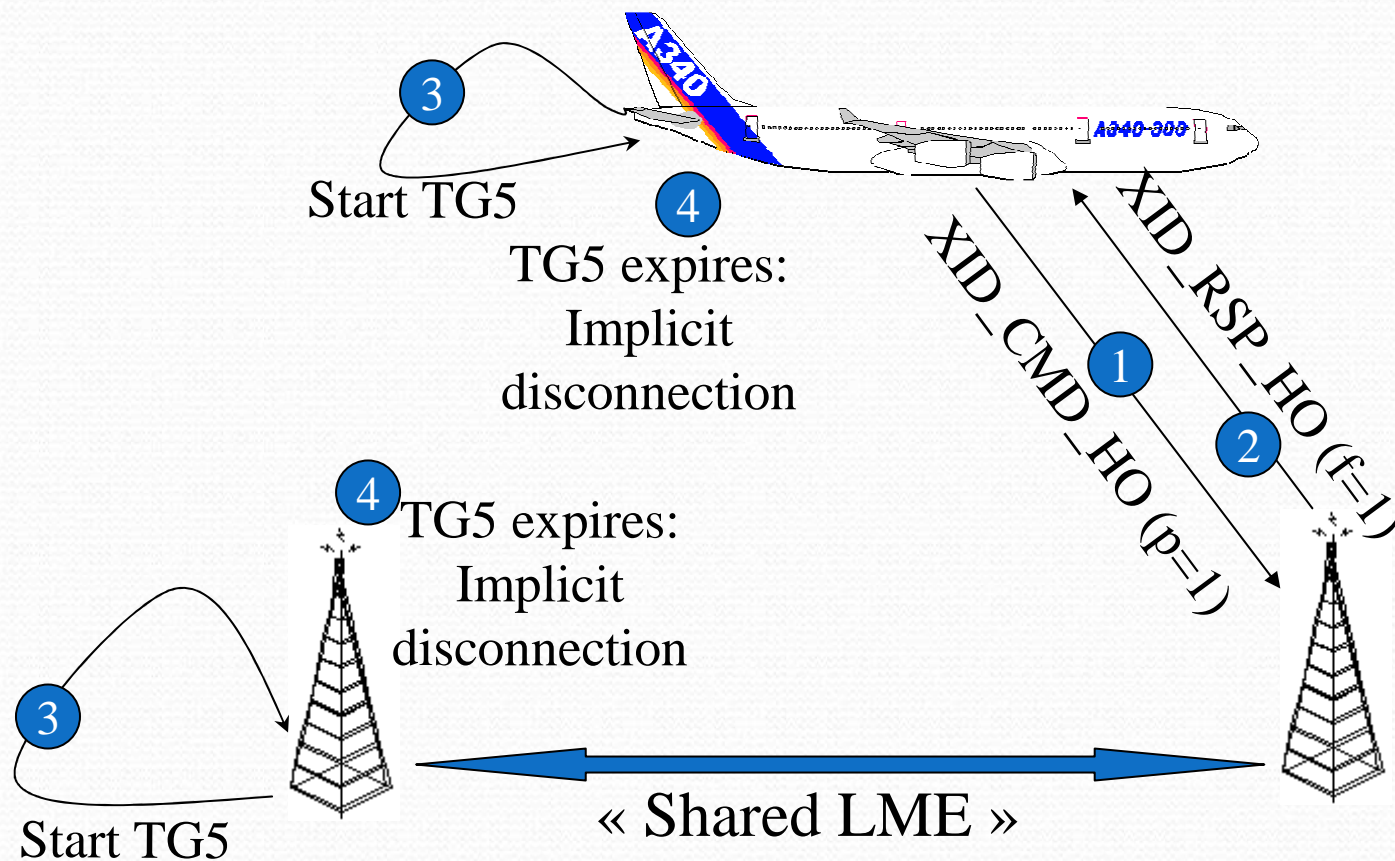 A340
3
A340-300
Start TG5
4
TG5 expires:
Implicit
disconnection
XID_CMD_HO (p=1)
1
XID_RSP_HO (f=1)
2
4
TG5 expires:
Implicit
disconnection
3
Start TG5
« Shared LME »